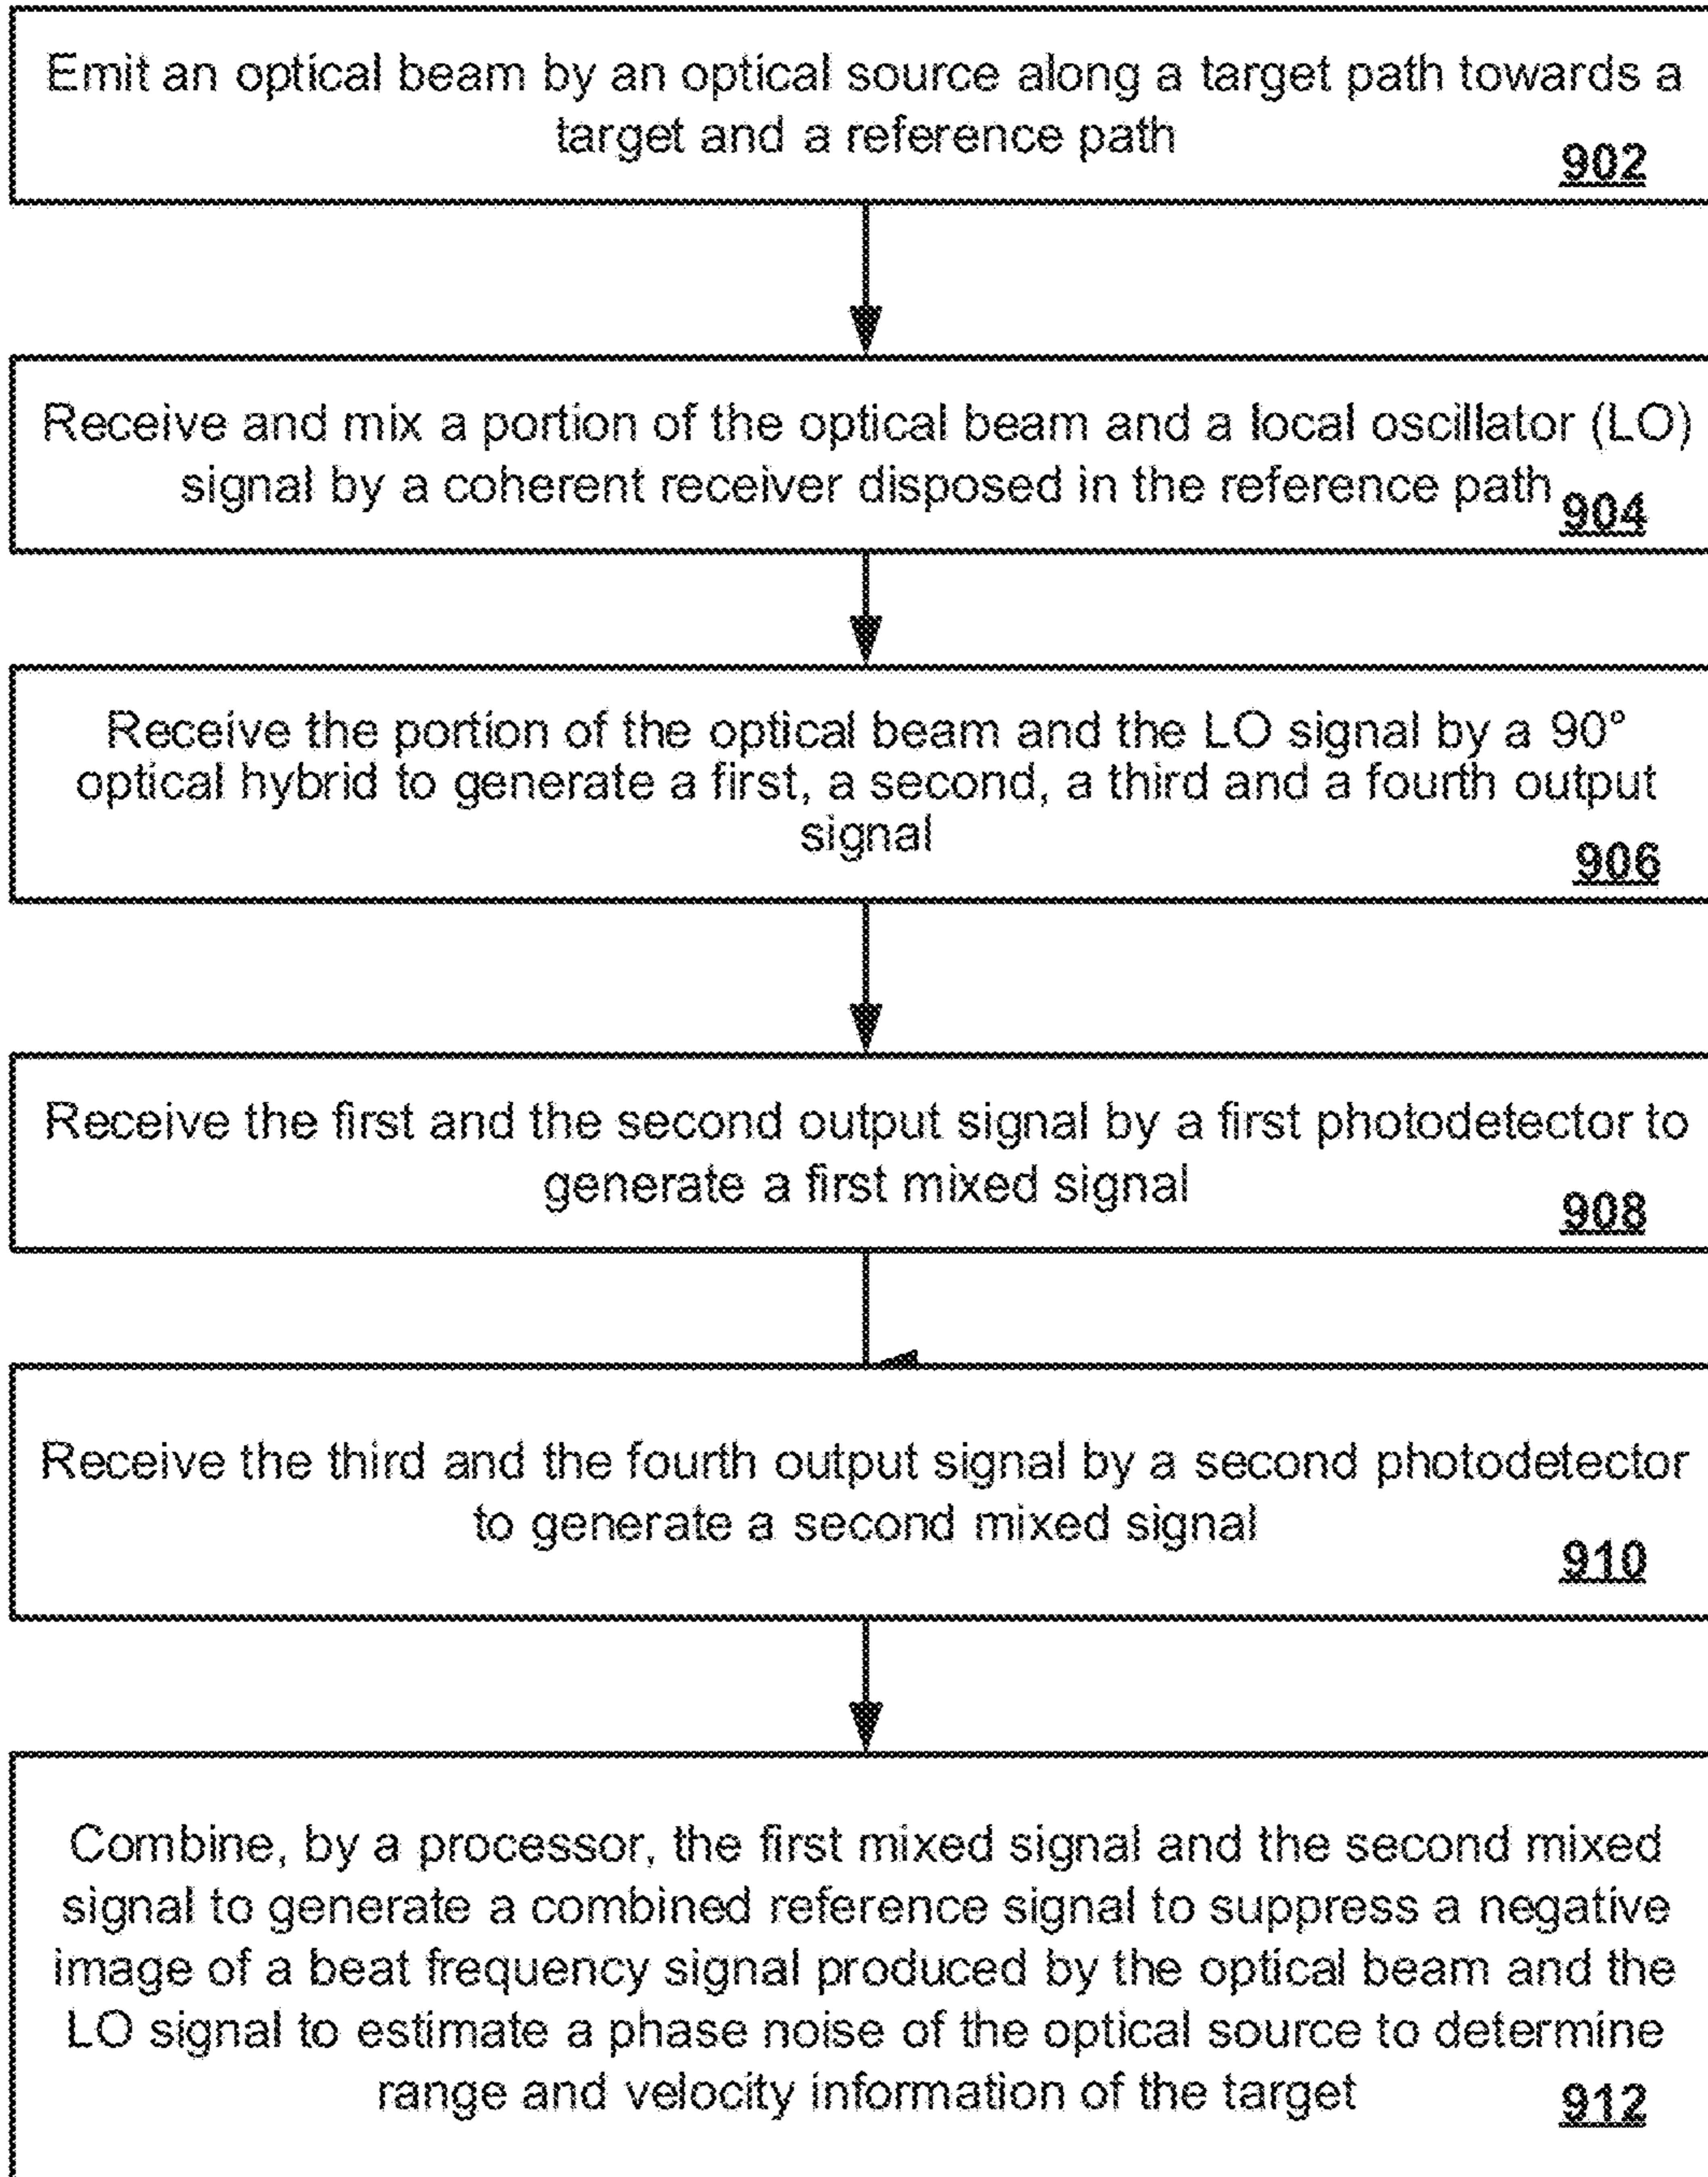 Emit an optical beam by an optical source along a target path towards a
target and a reference path
902
Receive and mix a portion of the optical beam and a local oscillator (LO)
signal by a coherent receiver disposed in the reference path
904
Receive the portion of the optical beam and the LO signal by a 90°
optical hybrid to generate a first, a second, a third and a fourth output
signal
906
Receive the first and the second output signal by a first photodetector to
generate a first mixed signal
908
Receive the third and the fourth output signal by a second photodetector
to generate a second mixed signal
910
Combine, by a processor, the first mixed signal and the second mixed
signal to generate a combined reference signal to suppress a negative
image of a beat frequency signal produced by the optical beam and the
LO signal to estimate a phase noise of the optical source to determine
range and velocity information of the target
912